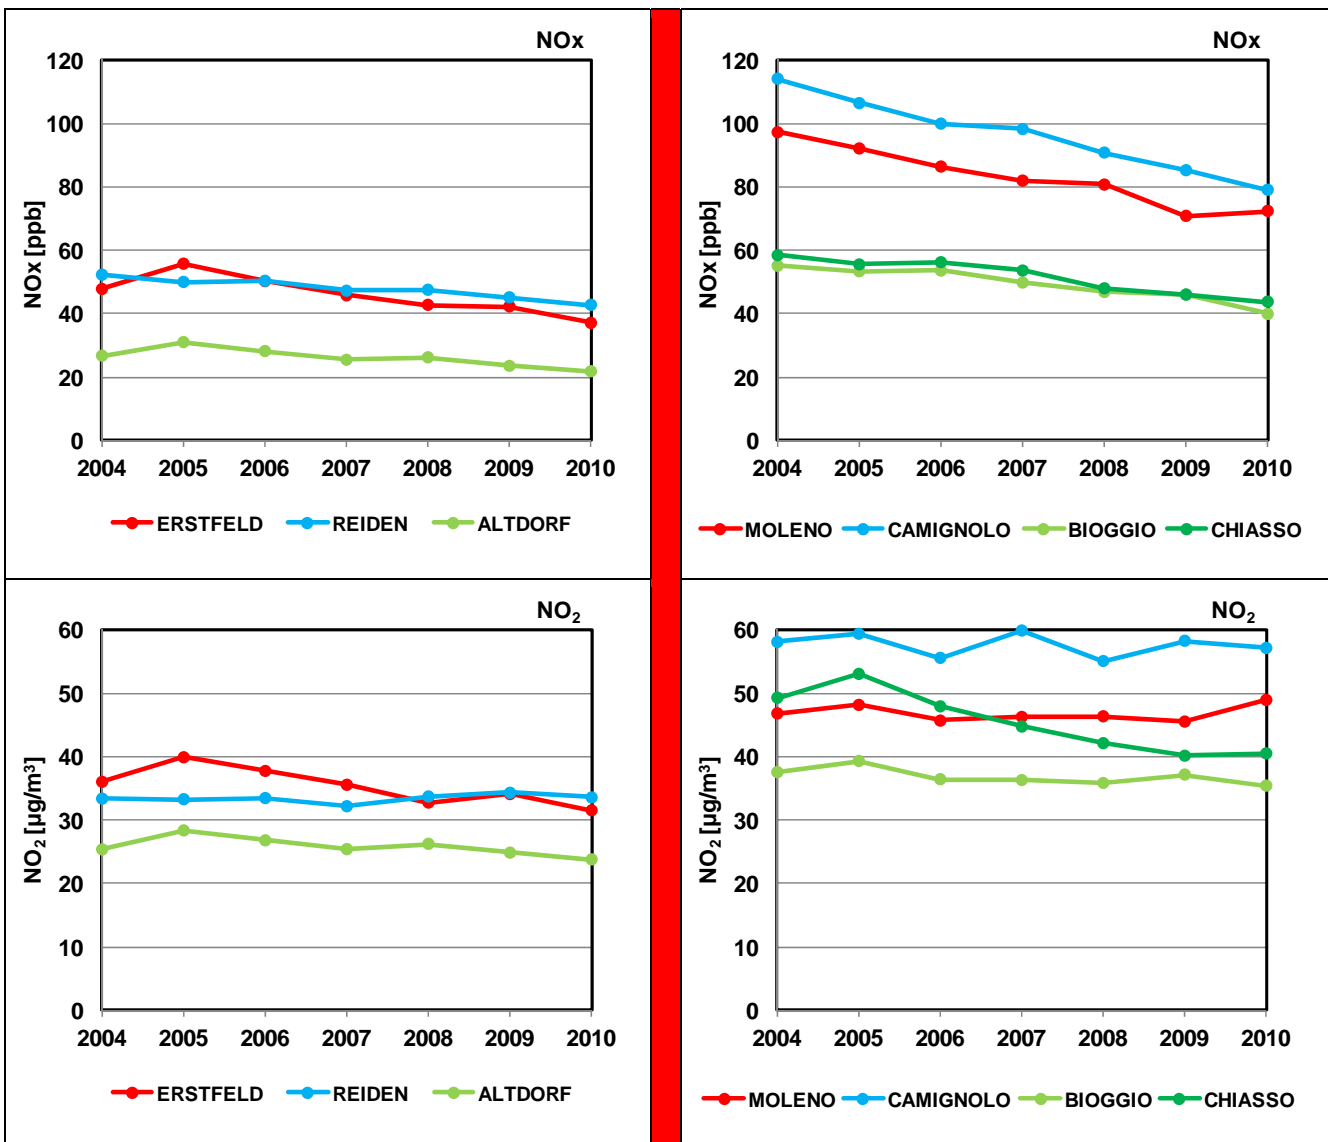 NOx
120
100
80
60
40
20
0
NOx [ppb]
2004 2005 2006 2007 2008 2009 2010
ERSTFELD REIDEN ALTDORF
NOx
120
100
80
60
40
20
0
NOx [ppb]
2004 2005 2006 2007 2008 2009 2010
MOLENO CAMIGNOLO BIOGGIO CHIASSO
NO₂
60
50
40
30
20
10
0
NO₂ [µg/m³]
2004 2005 2006 2007 2008 2009 2010
ERSTFELD REIDEN ALTDORF
NO₂
60
50
40
30
20
10
0
NO₂ [µg/m³]
2004 2005 2006 2007 2008 2009 2010
MOLENO CAMIGNOLO BIOGGIO CHIASSO